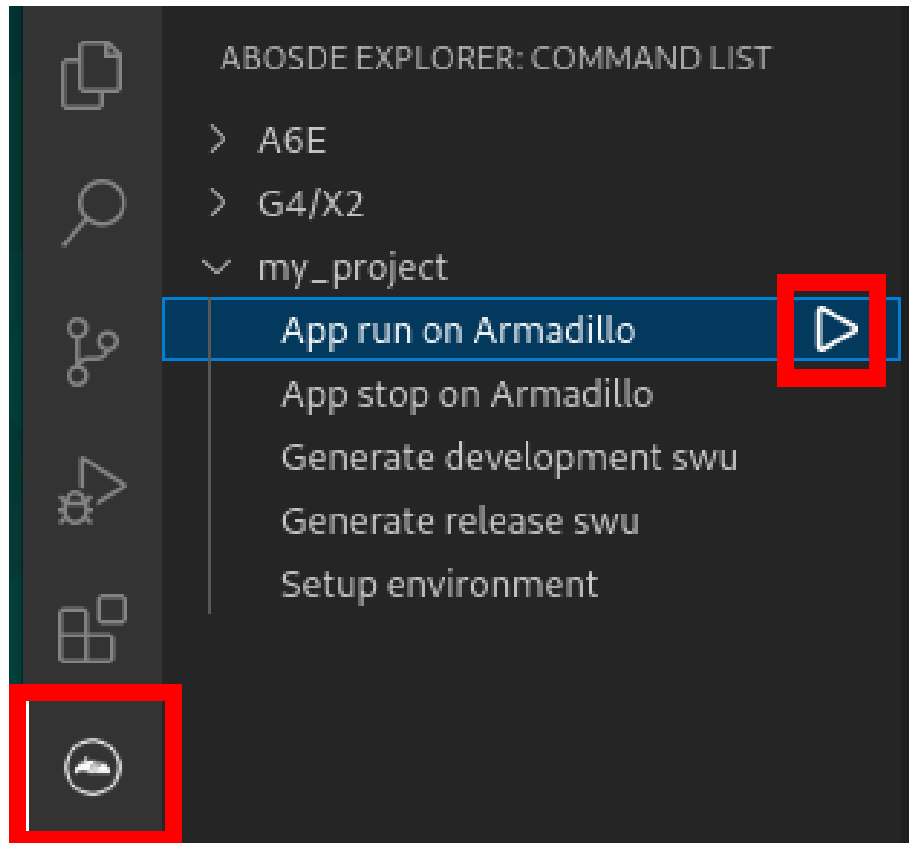 ABOSDE EXPLORER: COMMAND LIST
A6E
G4/X2
my_project
App run on Armadillo
App stop on Armadillo
Generate development swu
Generate release swu
Setup environment